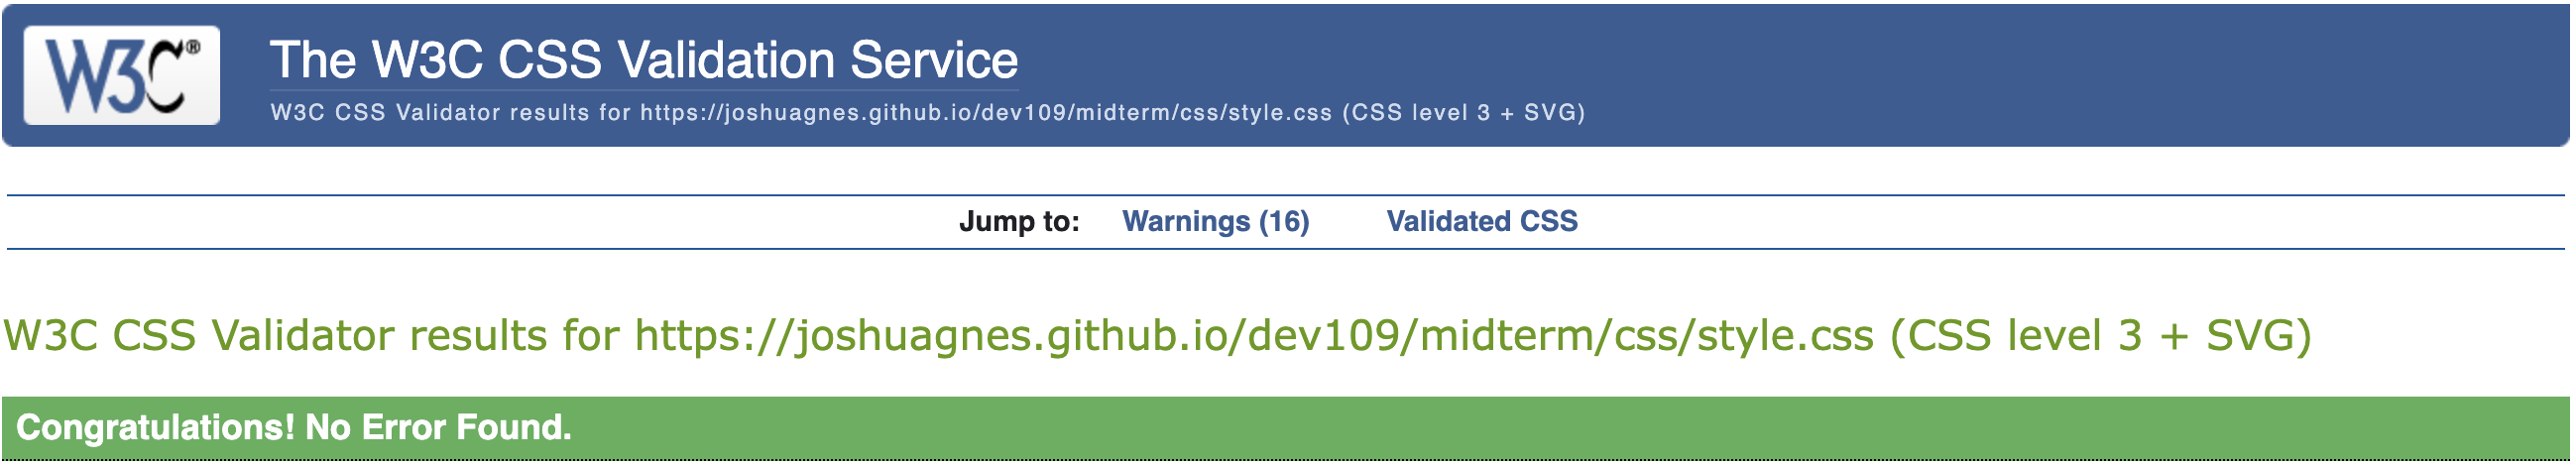 W3C®
The W3C CSS Validation Service
W3C CSS Validator results for https://joshuagnes.github.io/dev109/midterm/css/style.css (CSS level 3 + SVG)
Jump to: Warnings (16) Validated CSS
W3C CSS Validator results for https://joshuagnes.github.io/dev109/midterm/css/style.css (CSS level 3 + SVG)
Congratulations! No Error Found.